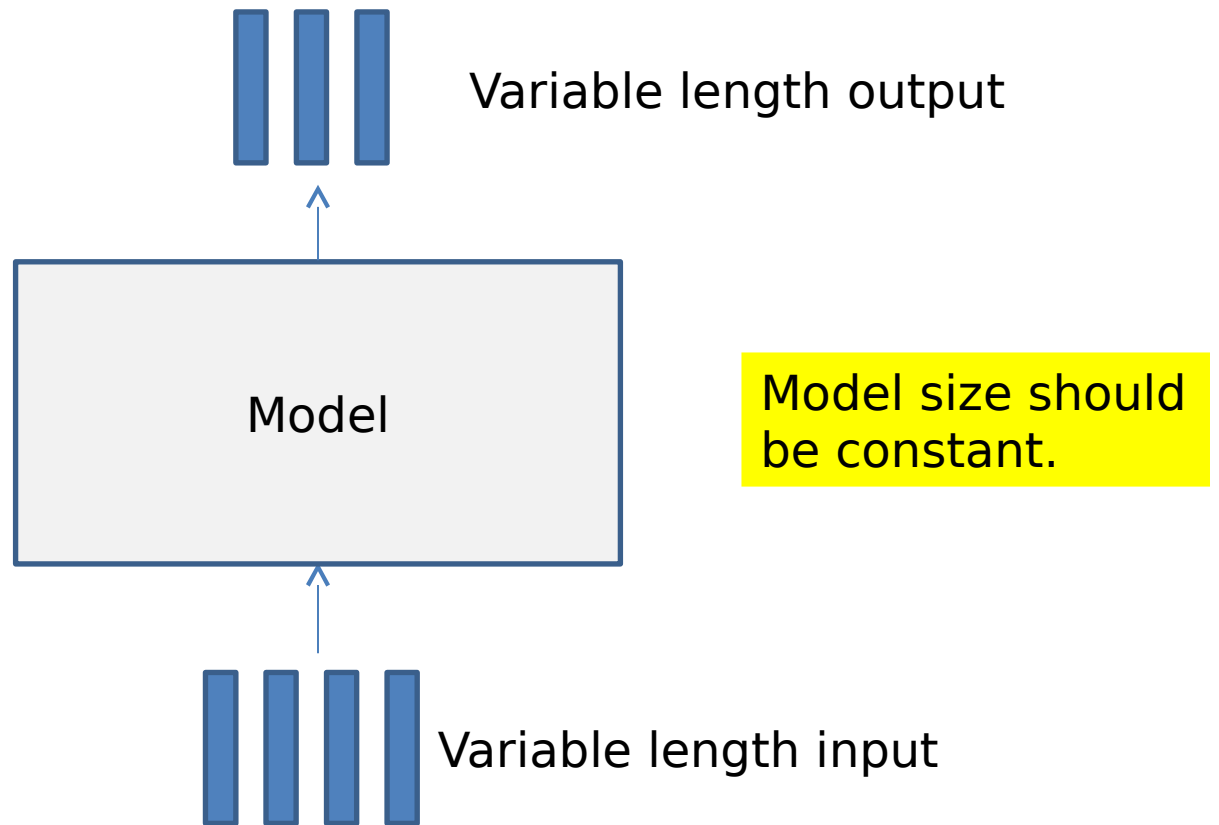 Variable length output
Model
Model size should
be constant.
Variable length input